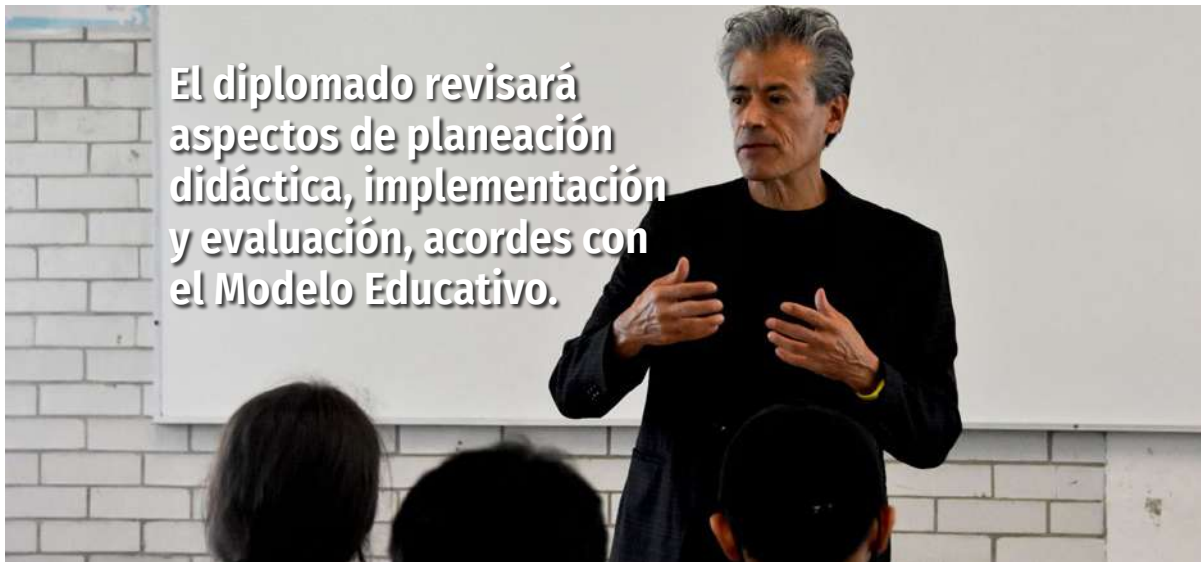 El diplomado revisará
aspectos de planeación
didáctica, implementación
y evaluación, acordes con
el Modelo Educativo.